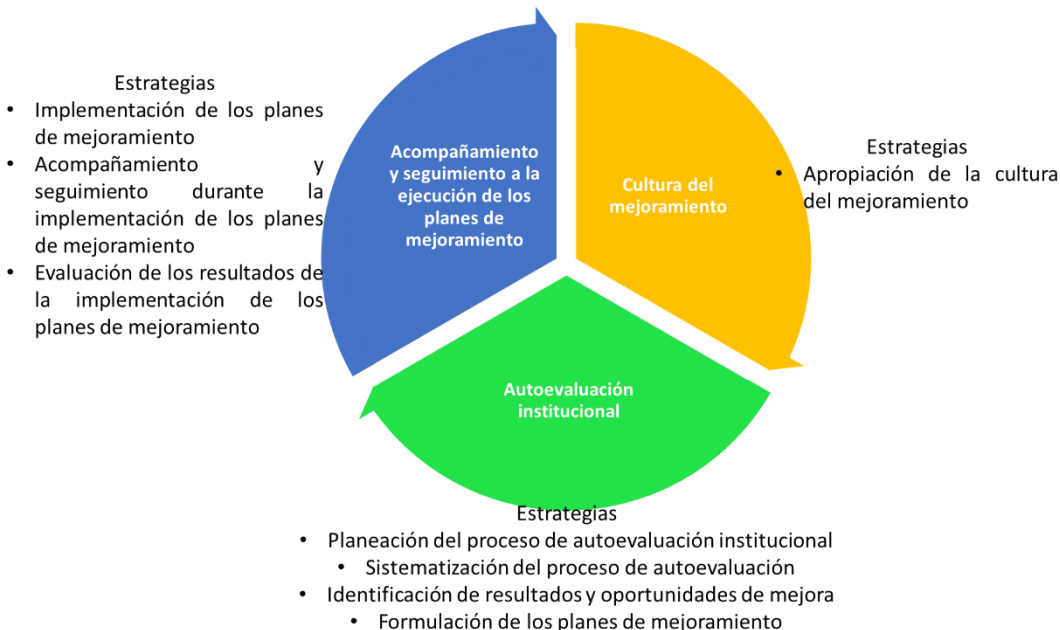 Estrategias
• Implementación de los planes
de mejoramiento
• Acompañamiento y
seguimiento durante la
implementación de los planes
de mejoramiento
• Evaluación de los resultados de
la implementación de los
planes de mejoramiento
Acompañamiento
y seguimiento a la
ejecución de los
planes de
mejoramiento
Cultura del
mejoramiento
Estrategias
• Apropiación de la cultura
del mejoramiento
Autoevaluación
institucional
Estrategias
• Planeación del proceso de autoevaluación institucional
• Sistematización del proceso de autoevaluación
• Identificación de resultados y oportunidades de mejora
• Formulación de los planes de mejoramiento